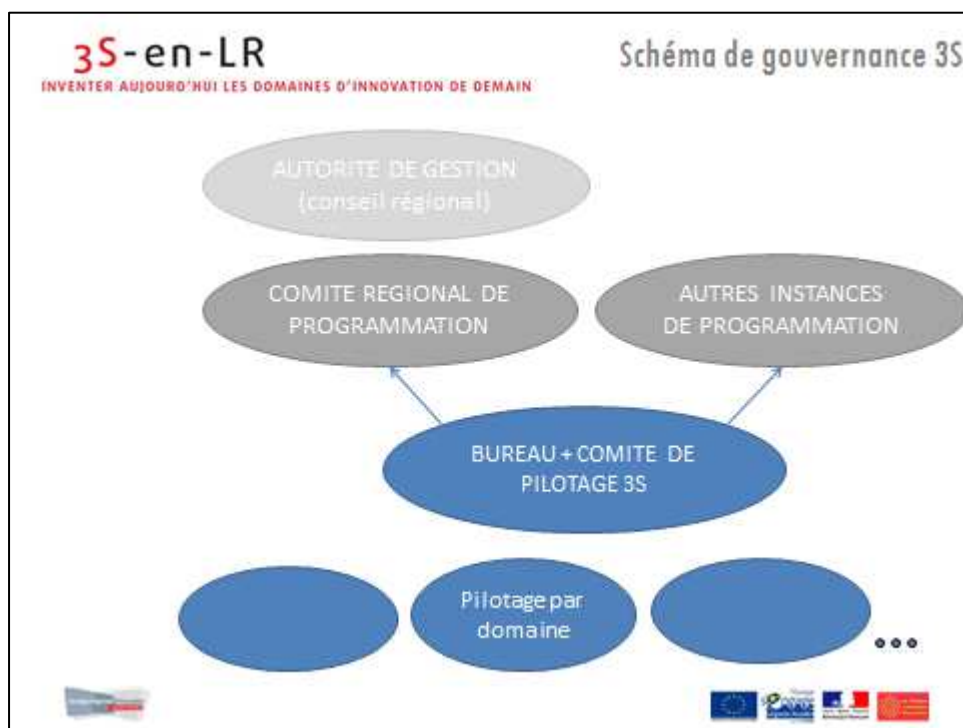 3S-en-LR
INVENTER AUJOURD'HUI LES DOMAINES D'INNOVATION DE DEMAIN
Schéma de gouvernance 3S
AUTORITE DE GESTION
(conseil régional)
COMITE REGIONAL DE
PROGRAMMATION
AUTRES INSTANCES
DE PROGRAMMATION
BUREAU + COMITE DE
PILOTAGE 3S
Pilotage par
domaine
...